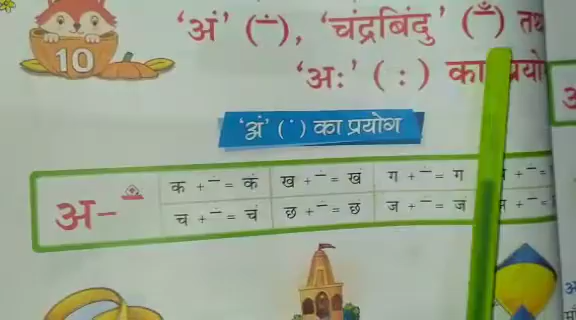 10
'अं' (ं), 'चंद्रबिंदु' (ँ)
'अः' (ः) का
'अं' (ं) का प्रयोग
अ - ं
क + ं = कं ख + ं = खं ग + ं = गं
च + ं = चं छ + ं = छं ज + ं = जं